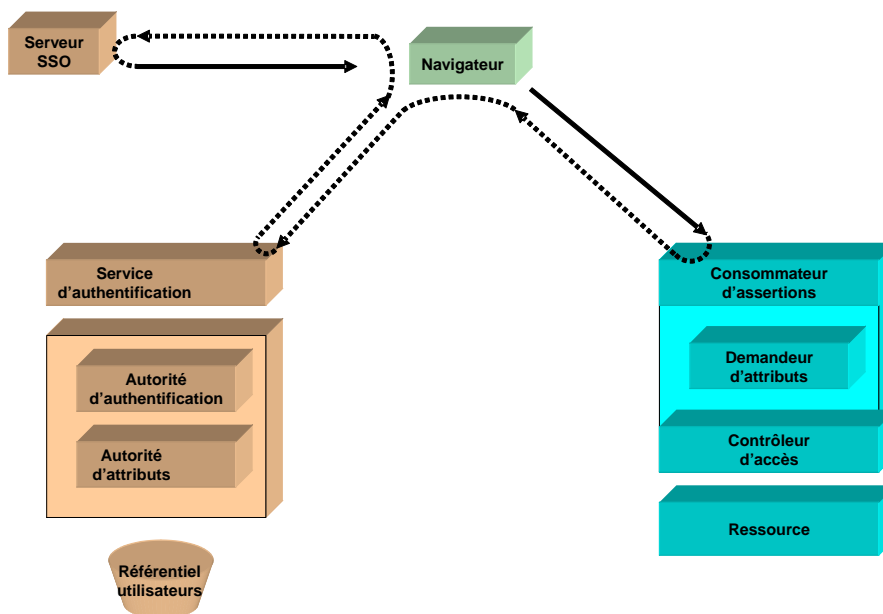 Serveur
SSO
Navigateur
Service
d'authentification
Autorité
d'authentification
Autorité
d'attributs
Référentiel
utilisateurs
Consommateur
d'assertions
Demandeur
d'attributs
Contrôleur
d'accès
Ressource